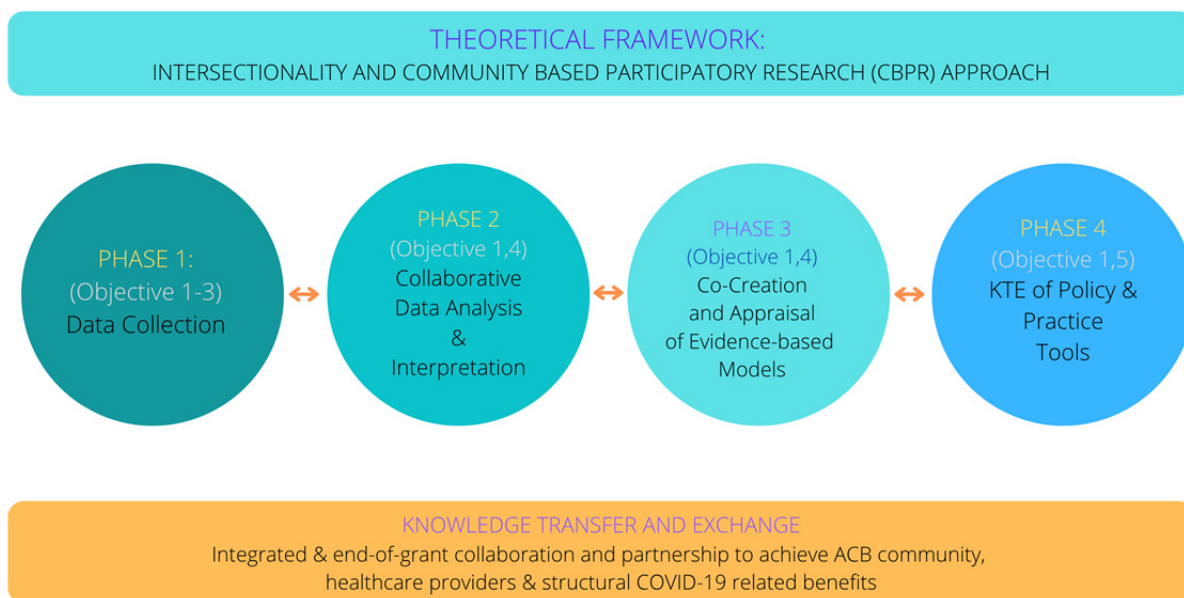 THEORETICAL FRAMEWORK:
INTERSECTIONALITY AND COMMUNITY BASED PARTICIPATORY RESEARCH (CBPR) APPROACH
PHASE 1:
(Objective 1-3)
Data Collection
PHASE 2
(Objective 1,4)
Collaborative
Data Analysis
&
Interpretation
PHASE 3
(Objective 1,4)
Co-Creation
and Appraisal
of Evidence-based
Models
PHASE 4
(Objective 1,5)
KTE of Policy &
Practice
Tools
KNOWLEDGE TRANSFER AND EXCHANGE
Integrated & end-of-grant collaboration and partnership to achieve ACB community,
healthcare providers & structural COVID-19 related benefits